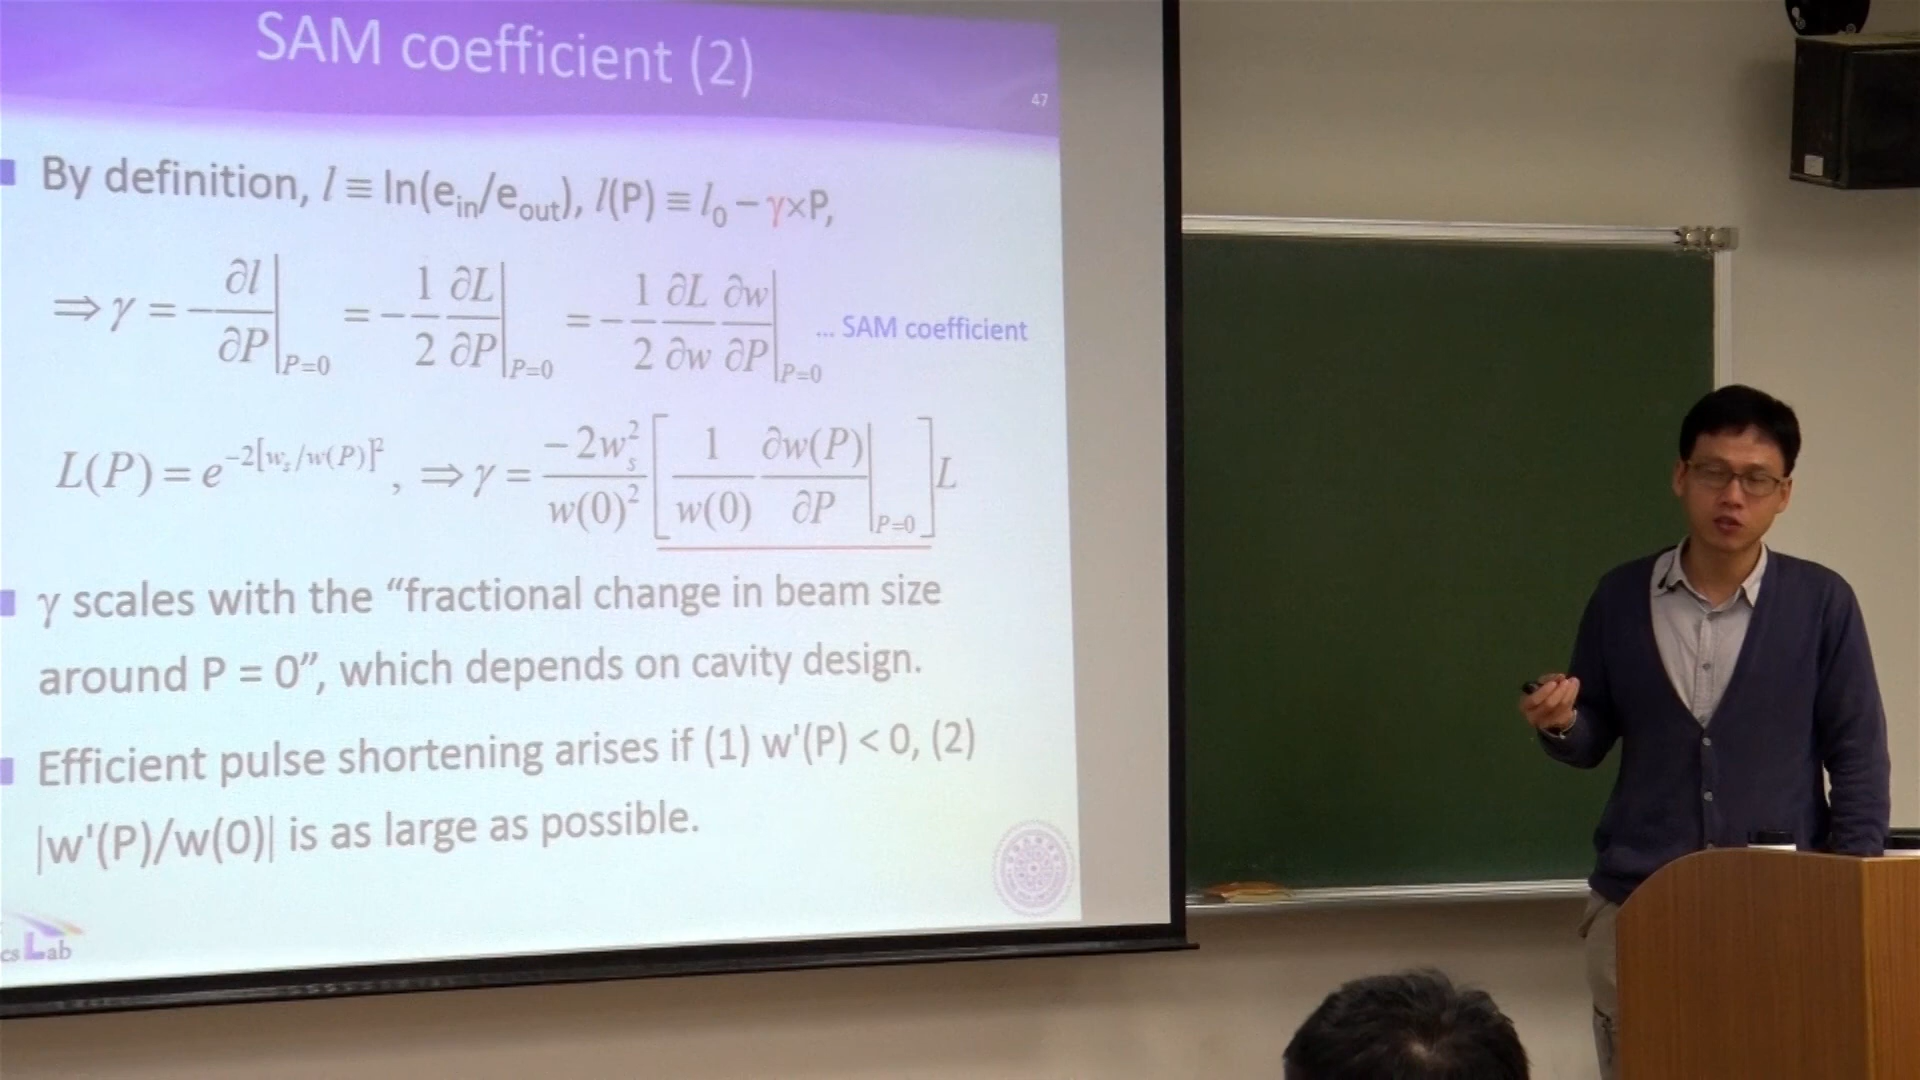 SAM coefficient (2)
47
By definition, l ≡ ln(e_in/e_out), l(P) ≡ l_0 − γ×P,
⇒ γ = −∂l/∂P|_{P=0} = −1/2 ∂L/∂P|_{P=0} = −1/2 ∂L/∂w ∂w/∂P|_{P=0} ... SAM coefficient
L(P) = e^{−2[w_s/w(P)]^2}, ⇒ γ = −2w_s^2/w(0)^2 [1/w(0) ∂w(P)/∂P|_{P=0}] L
γ scales with the “fractional change in beam size
around P = 0”, which depends on cavity design.
Efficient pulse shortening arises if (1) w'(P) < 0, (2)
|w'(P)/w(0)| is as large as possible.
cs Lab